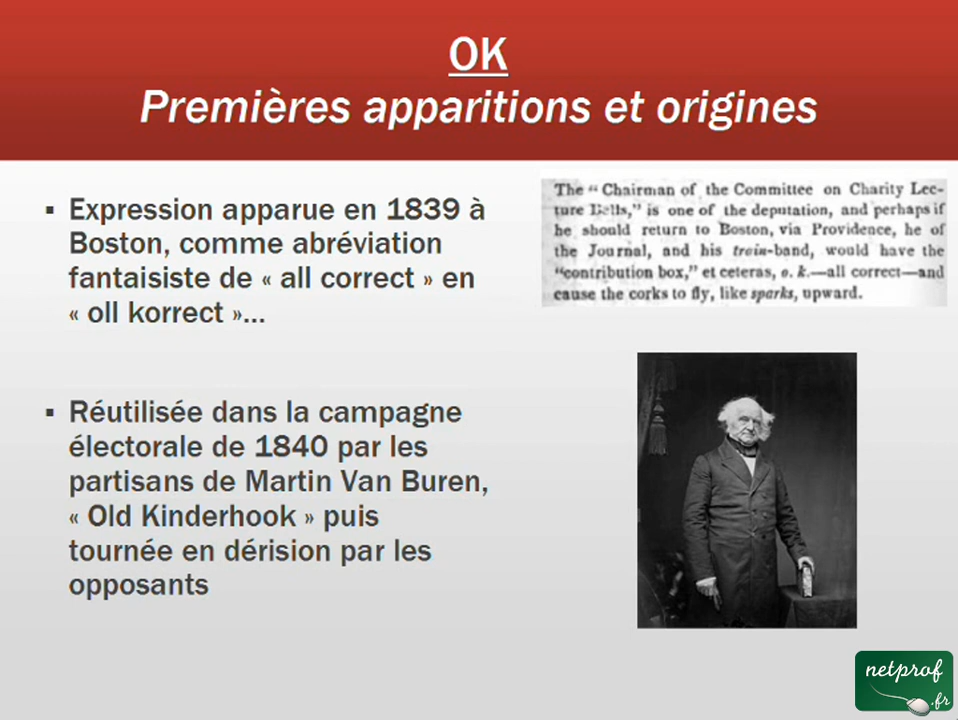 OK
Premières apparitions et origines
▪ Expression apparue en 1839 à
Boston, comme abréviation
fantaisiste de « all correct » en
« oll korrect »...
▪ Réutilisée dans la campagne
électorale de 1840 par les
partisans de Martin Van Buren,
« Old Kinderhook » puis
tournée en dérision par les
opposants
The “ Chairman of the Committee on Charity Lec-
ture Bells,” is one of the deputation, and perhaps if
he should return to Boston, via Providence, he of
the Journal, and his train-band, would have the
“contribution box,” et ceteras, o. k.—all correct—and
cause the corks to fly, like sparks, upward.
netprof
.fr